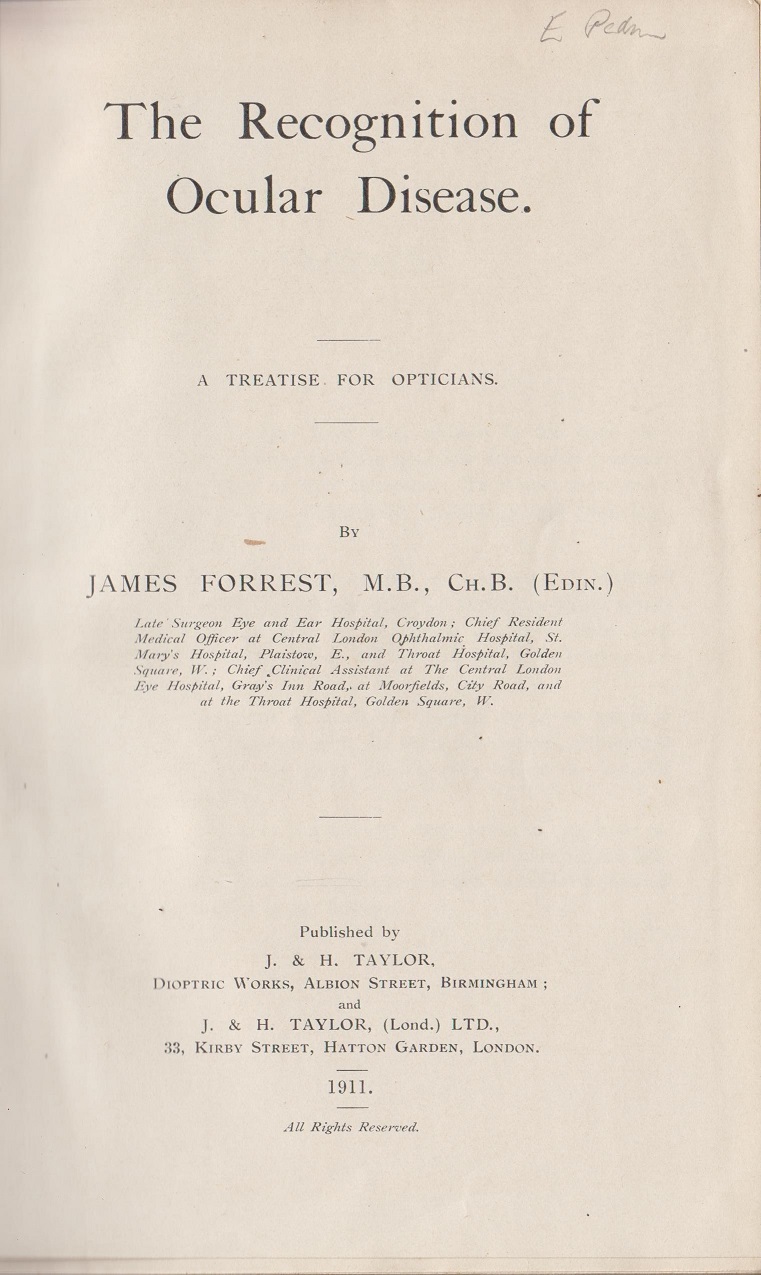 E
The Recognition of
Ocular Disease.
A TREATISE FOR OPTICIANS.
By
JAMES FORREST, M.B., Ch.B. (Edin.)
Late Surgeon Eye and Ear Hospital, Croydon; Chief Resident
Medical Officer at Central London Ophthalmic Hospital, St.
Mary's Hospital, Plaistow, E., and Throat Hospital, Golden
Square, W.; Chief Clinical Assistant at The Central London
Eye Hospital, Gray's Inn Road, at Moorfields, City Road, and
at the Throat Hospital, Golden Square, W.
Published by
J. & H. TAYLOR,
Dioptric Works, Albion Street, Birmingham;
and
J. & H. TAYLOR, (Lond.) LTD.,
33, Kirby Street, Hatton Garden, London.
1911.
All Rights Reserved.